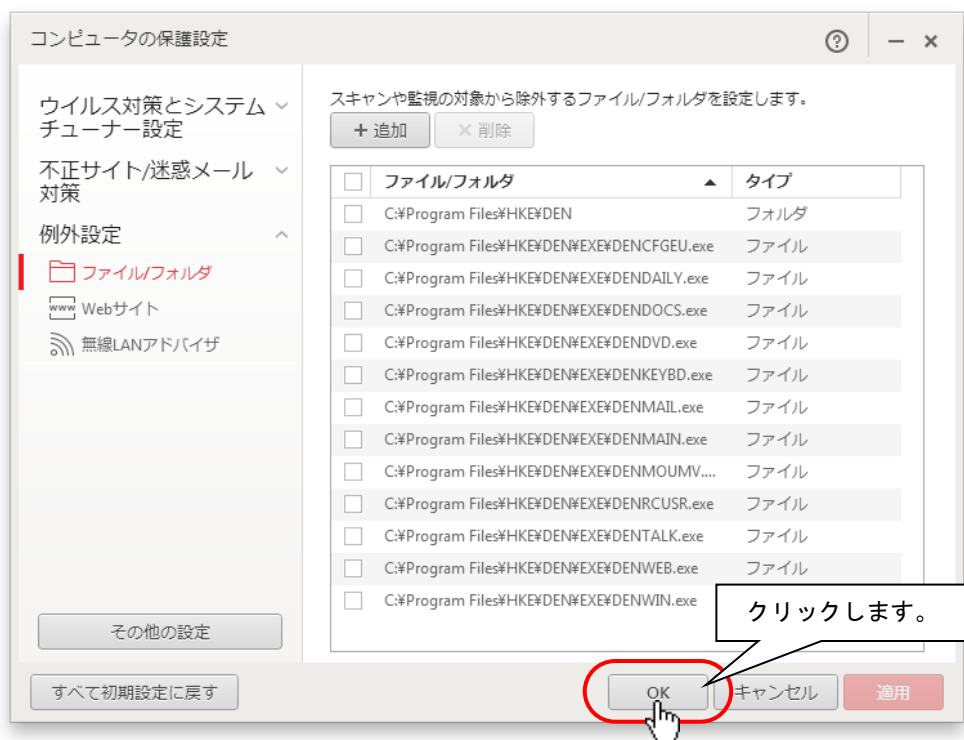 コンピュータの保護設定
ウイルス対策とシステム
チューナー設定
不正サイト/迷惑メール
対策
例外設定
ファイル/フォルダ
www Webサイト
無線LANアドバイザ
その他の設定
スキャンや監視の対象から除外するファイル/フォルダを設定します。
+ 追加 × 削除
ファイル/フォルダ タイプ
C:¥Program Files¥HKE¥DEN フォルダ
C:¥Program Files¥HKE¥DEN¥EXE¥DENCFGEU.exe ファイル
C:¥Program Files¥HKE¥DEN¥EXE¥DENDAILY.exe ファイル
C:¥Program Files¥HKE¥DEN¥EXE¥DENDOCS.exe ファイル
C:¥Program Files¥HKE¥DEN¥EXE¥DENDVD.exe ファイル
C:¥Program Files¥HKE¥DEN¥EXE¥DENKEYBD.exe ファイル
C:¥Program Files¥HKE¥DEN¥EXE¥DENMAIL.exe ファイル
C:¥Program Files¥HKE¥DEN¥EXE¥DENMAIN.exe ファイル
C:¥Program Files¥HKE¥DEN¥EXE¥DENMOUMV.... ファイル
C:¥Program Files¥HKE¥DEN¥EXE¥DENRCUSR.exe ファイル
C:¥Program Files¥HKE¥DEN¥EXE¥DENTALK.exe ファイル
C:¥Program Files¥HKE¥DEN¥EXE¥DENWEB.exe ファイル
C:¥Program Files¥HKE¥DEN¥EXE¥DENWIN.exe
クリックします。
すべて初期設定に戻す OK キャンセル 適用